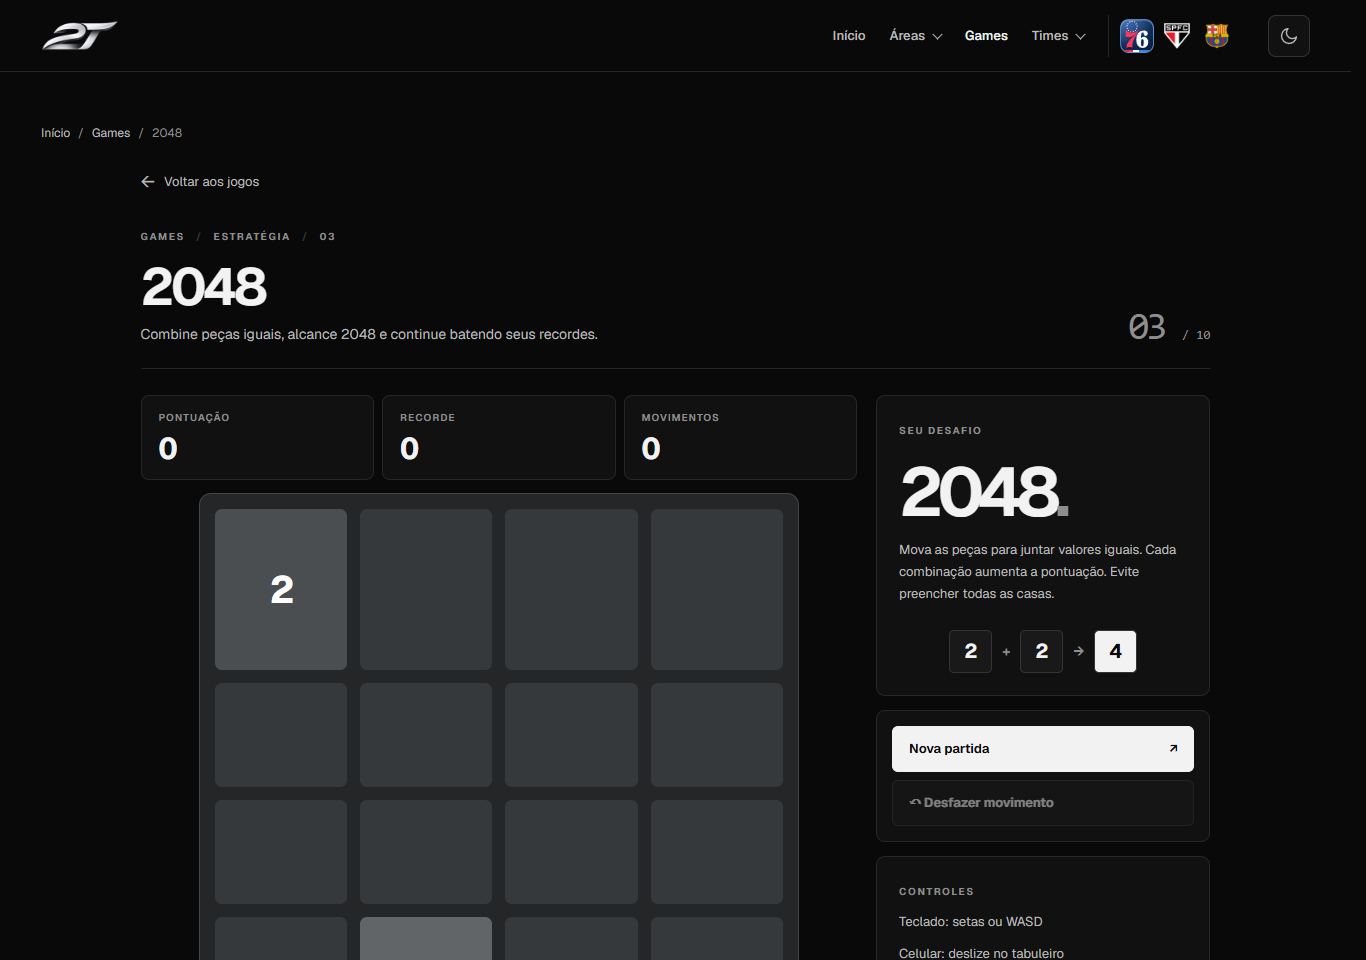 2T
Início
Áreas
Games
Times
76
SPFC
Início / Games / 2048
← Voltar aos jogos
GAMES / ESTRATÉGIA / 03
2048
Combine peças iguais, alcance 2048 e continue batendo seus recordes.
03 / 10
PONTUAÇÃO
0
RECORDE
0
MOVIMENTOS
0
2
SEU DESAFIO
2048.
Mova as peças para juntar valores iguais. Cada
combinação aumenta a pontuação. Evite
preencher todas as casas.
2 + 2 → 4
Nova partida ↗
↶ Desfazer movimento
CONTROLES
Teclado: setas ou WASD
Celular: deslize no tabuleiro